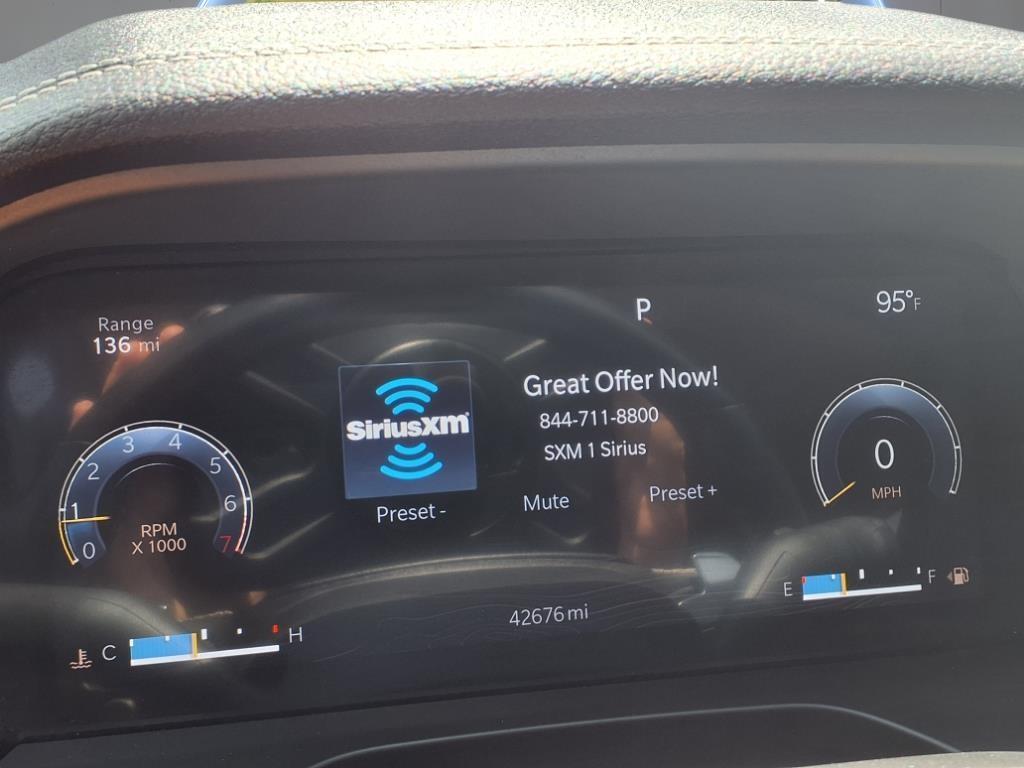 P
95°F
Range
136 mi
Great Offer Now!
844-711-8800
SXM 1 Sirius
SiriusXM
Preset -
Mute
Preset +
0
1
2
3
4
5
6
7
RPM
X 1000
0
MPH
E
F
42676 mi
C
H